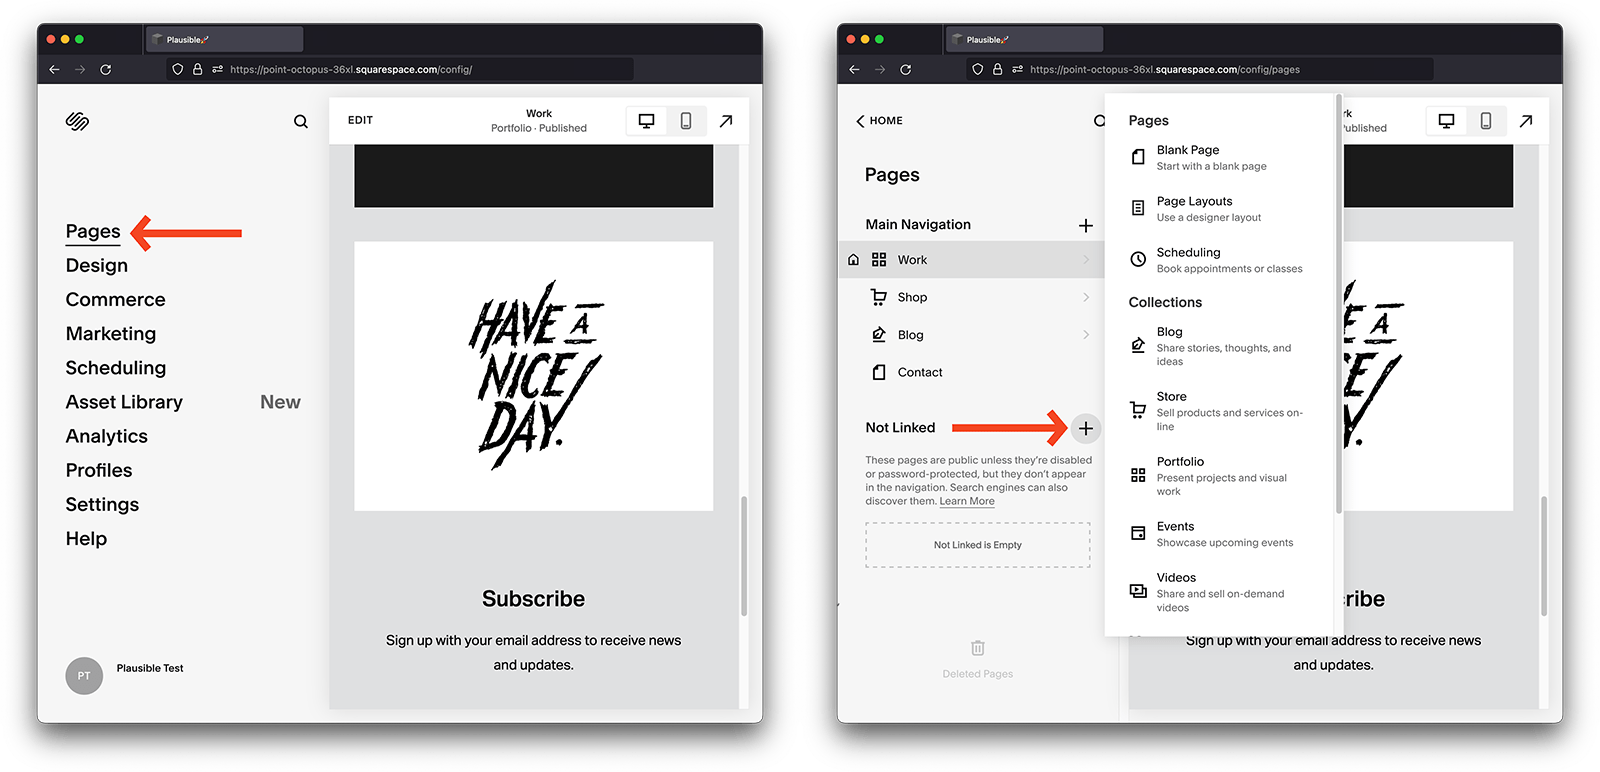 Plausible
https://point-octopus-36xl.squarespace.com/config/
EDIT
Work
Portfolio · Published
Pages
Design
Commerce
Marketing
Scheduling
Asset Library New
Analytics
Profiles
Settings
Help
PT
Plausible Test
HAVE A
NICE
DAY.
Subscribe
Sign up with your email address to receive news
and updates.
Plausible
https://point-octopus-36xl.squarespace.com/config/pages
HOME
Pages
Main Navigation
Work
Shop
Blog
Contact
Not Linked
These pages are public unless they're disabled
or password-protected, but they don't appear
in the navigation. Search engines can also
discover them. Learn More
Not Linked is Empty
Deleted Pages
Pages
Blank Page
Start with a blank page
Page Layouts
Use a designer layout
Scheduling
Book appointments or classes
Collections
Blog
Share stories, thoughts, and
ideas
Store
Sell products and services on-
line
Portfolio
Present projects and visual
work
Events
Showcase upcoming events
Videos
Share and sell on-demand
videos
rk
ublished
E A
E
Y.
ribe
Sign up with your email address to receive news
and updates.